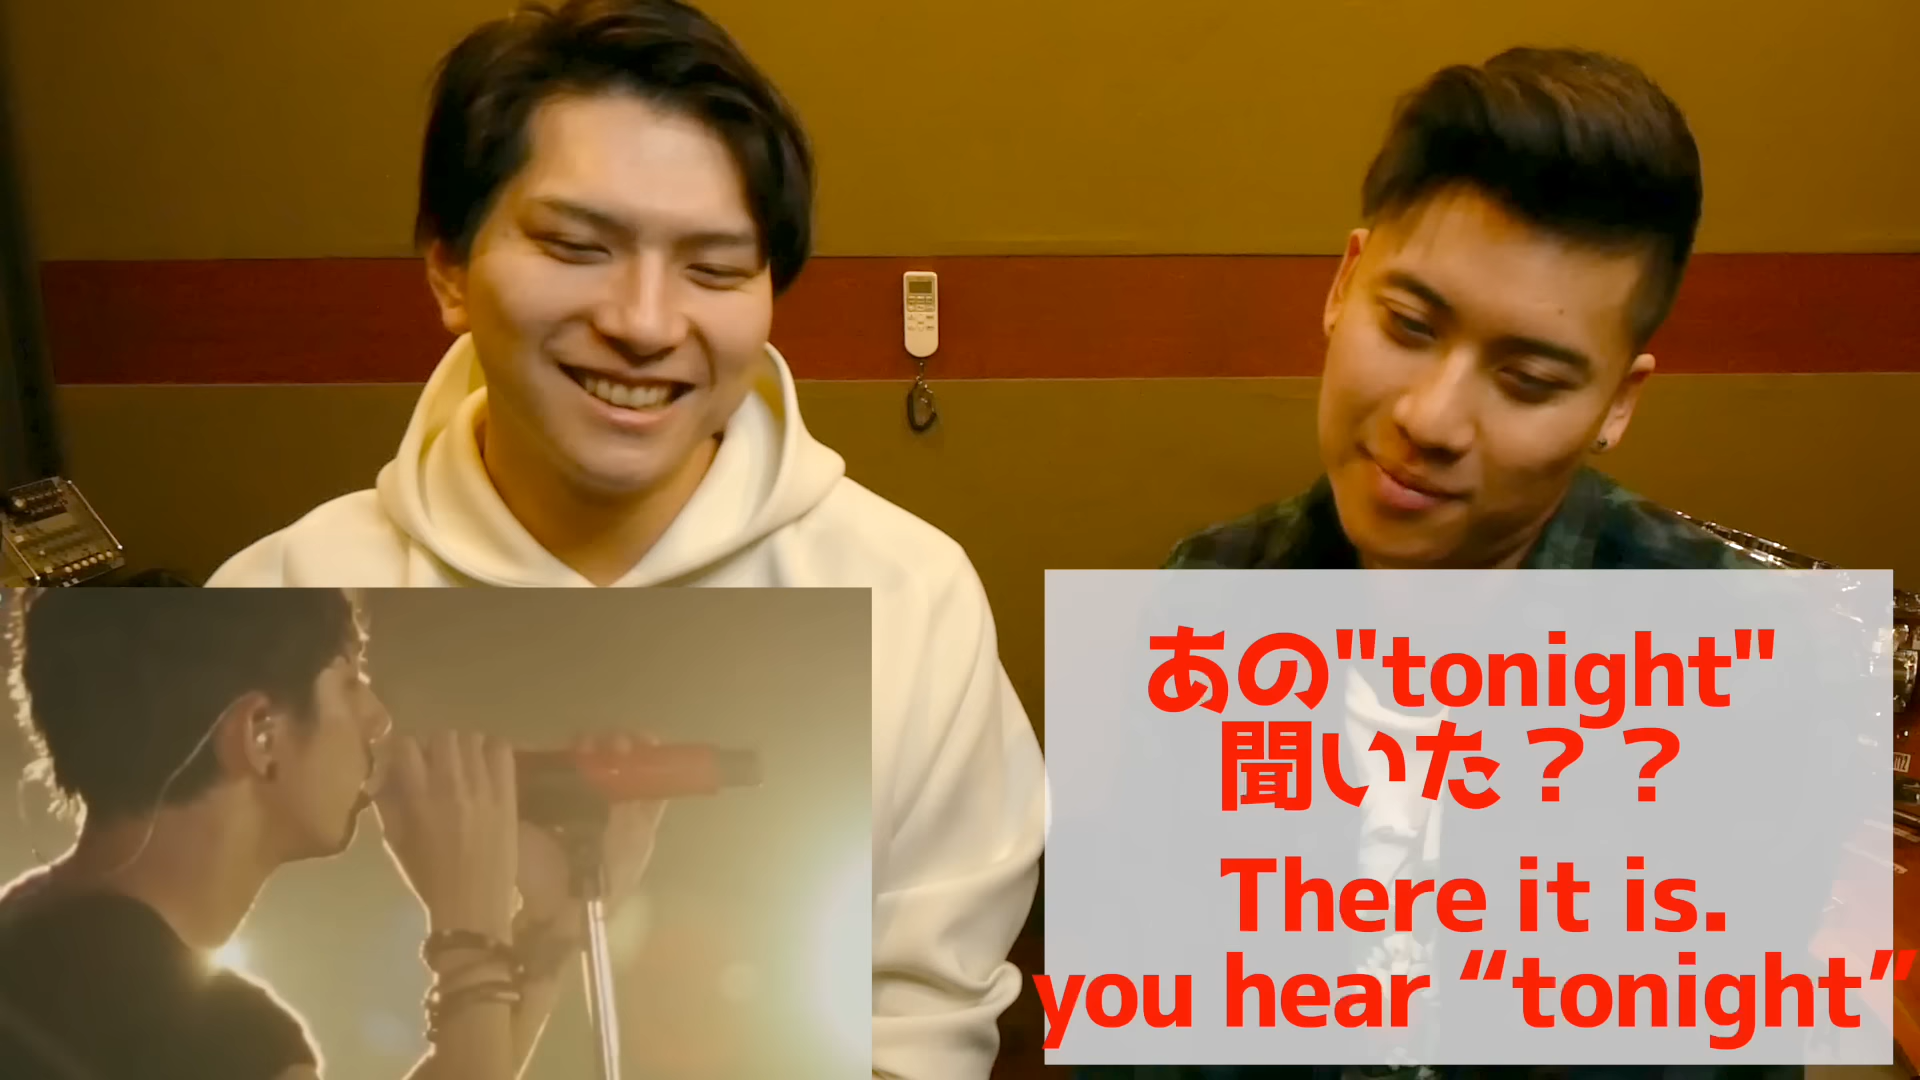 あの"tonight"
聞いた？？
There it is.
you hear “tonight”